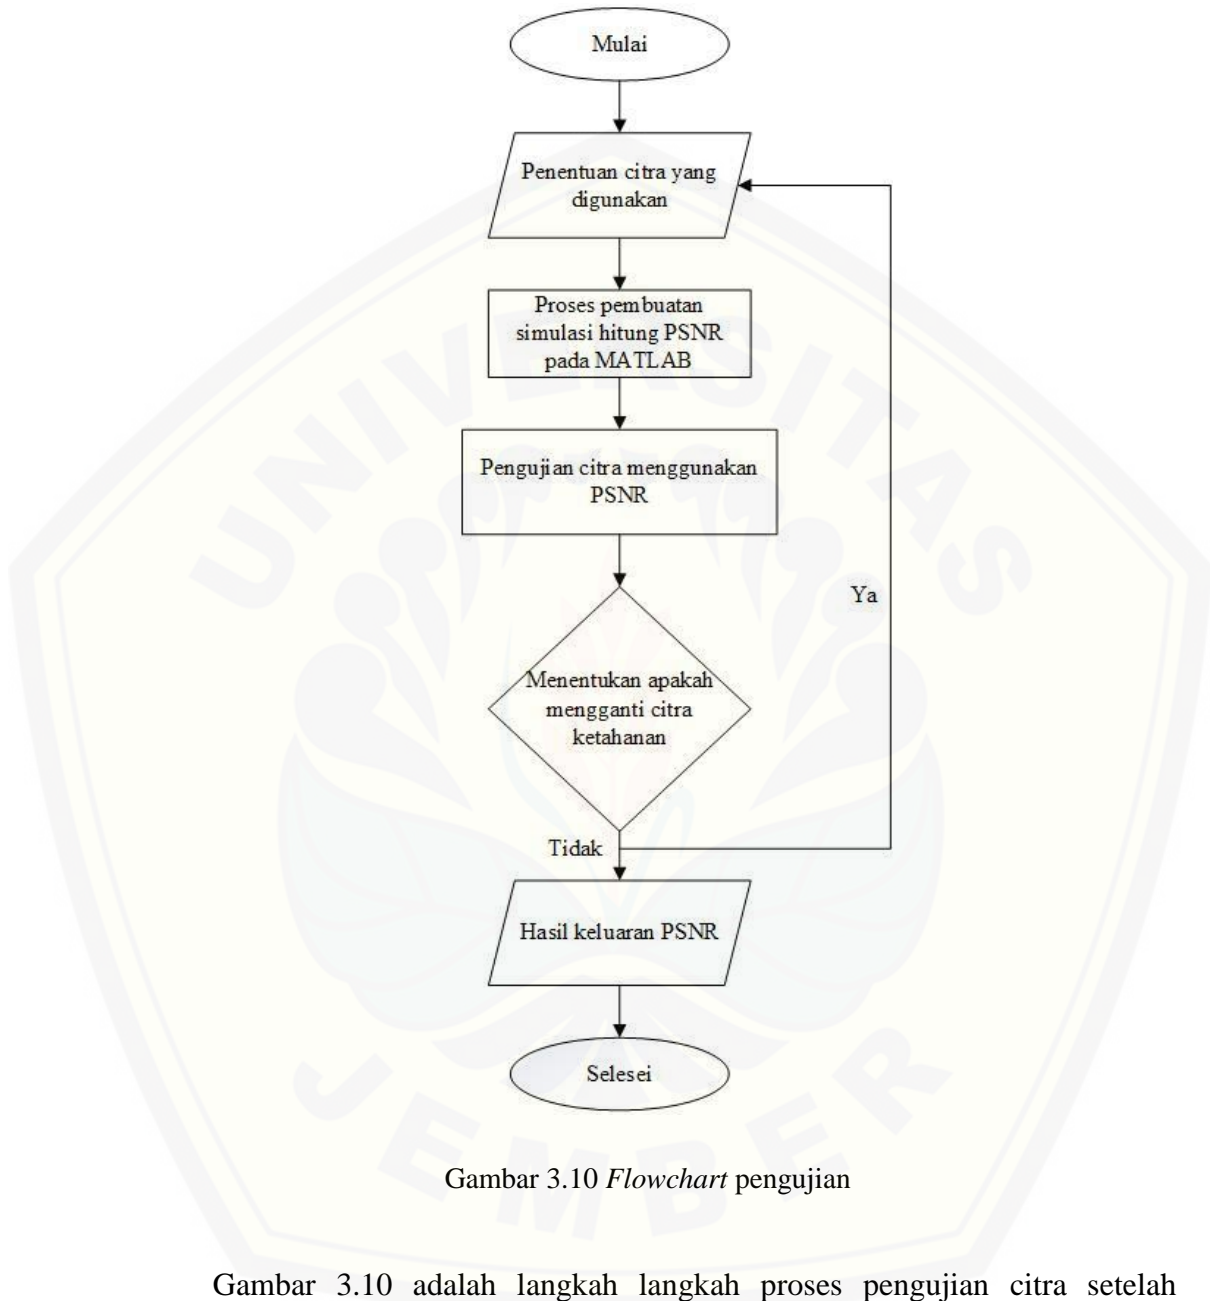 Mulai
Penentuan citra yang
digunakan
Proses pembuatan
simulasi hitung PSNR
pada MATLAB
Pengujian citra menggunakan
PSNR
Ya
Menentukan apakah
mengganti citra
ketahanan
Tidak
Hasil keluaran PSNR
Selesei
UNIVERSITAS
JEMBER
Gambar 3.10 Flowchart pengujian
Gambar 3.10 adalah langkah langkah proses pengujian citra setelah